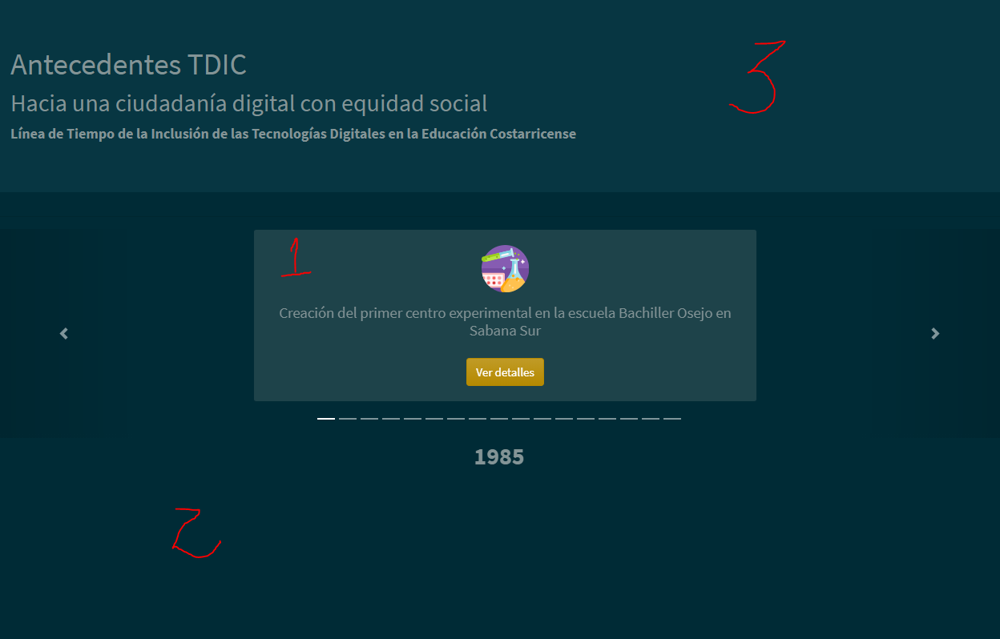 Antecedentes TDIC
3
Hacia una ciudadanía digital con equidad social
Línea de Tiempo de la Inclusión de las Tecnologías Digitales en la Educación Costarricense
1
Creación del primer centro experimental en la escuela Bachiller Osejo en
Sabana Sur
Ver detalles
1985
2